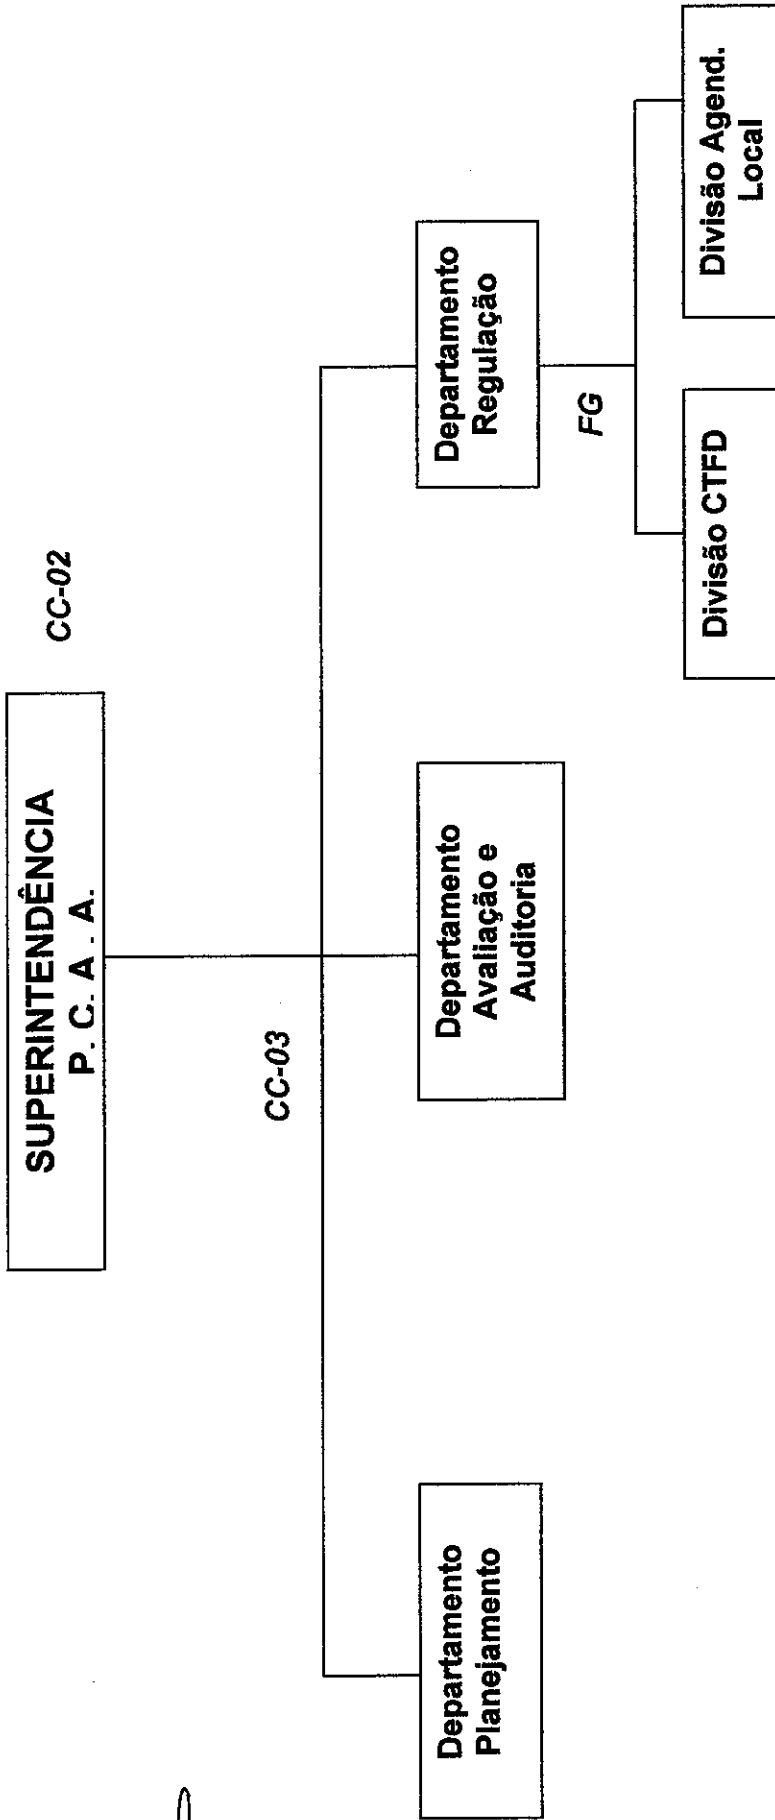 SUPERINTENDÊNCIA
P. C. A . A.
CC-02
CC-03
Departamento
Planejamento
Departamento
Avaliação e
Auditoria
Departamento
Regulação
FG
Divisão CTFD
Divisão Agend.
Local